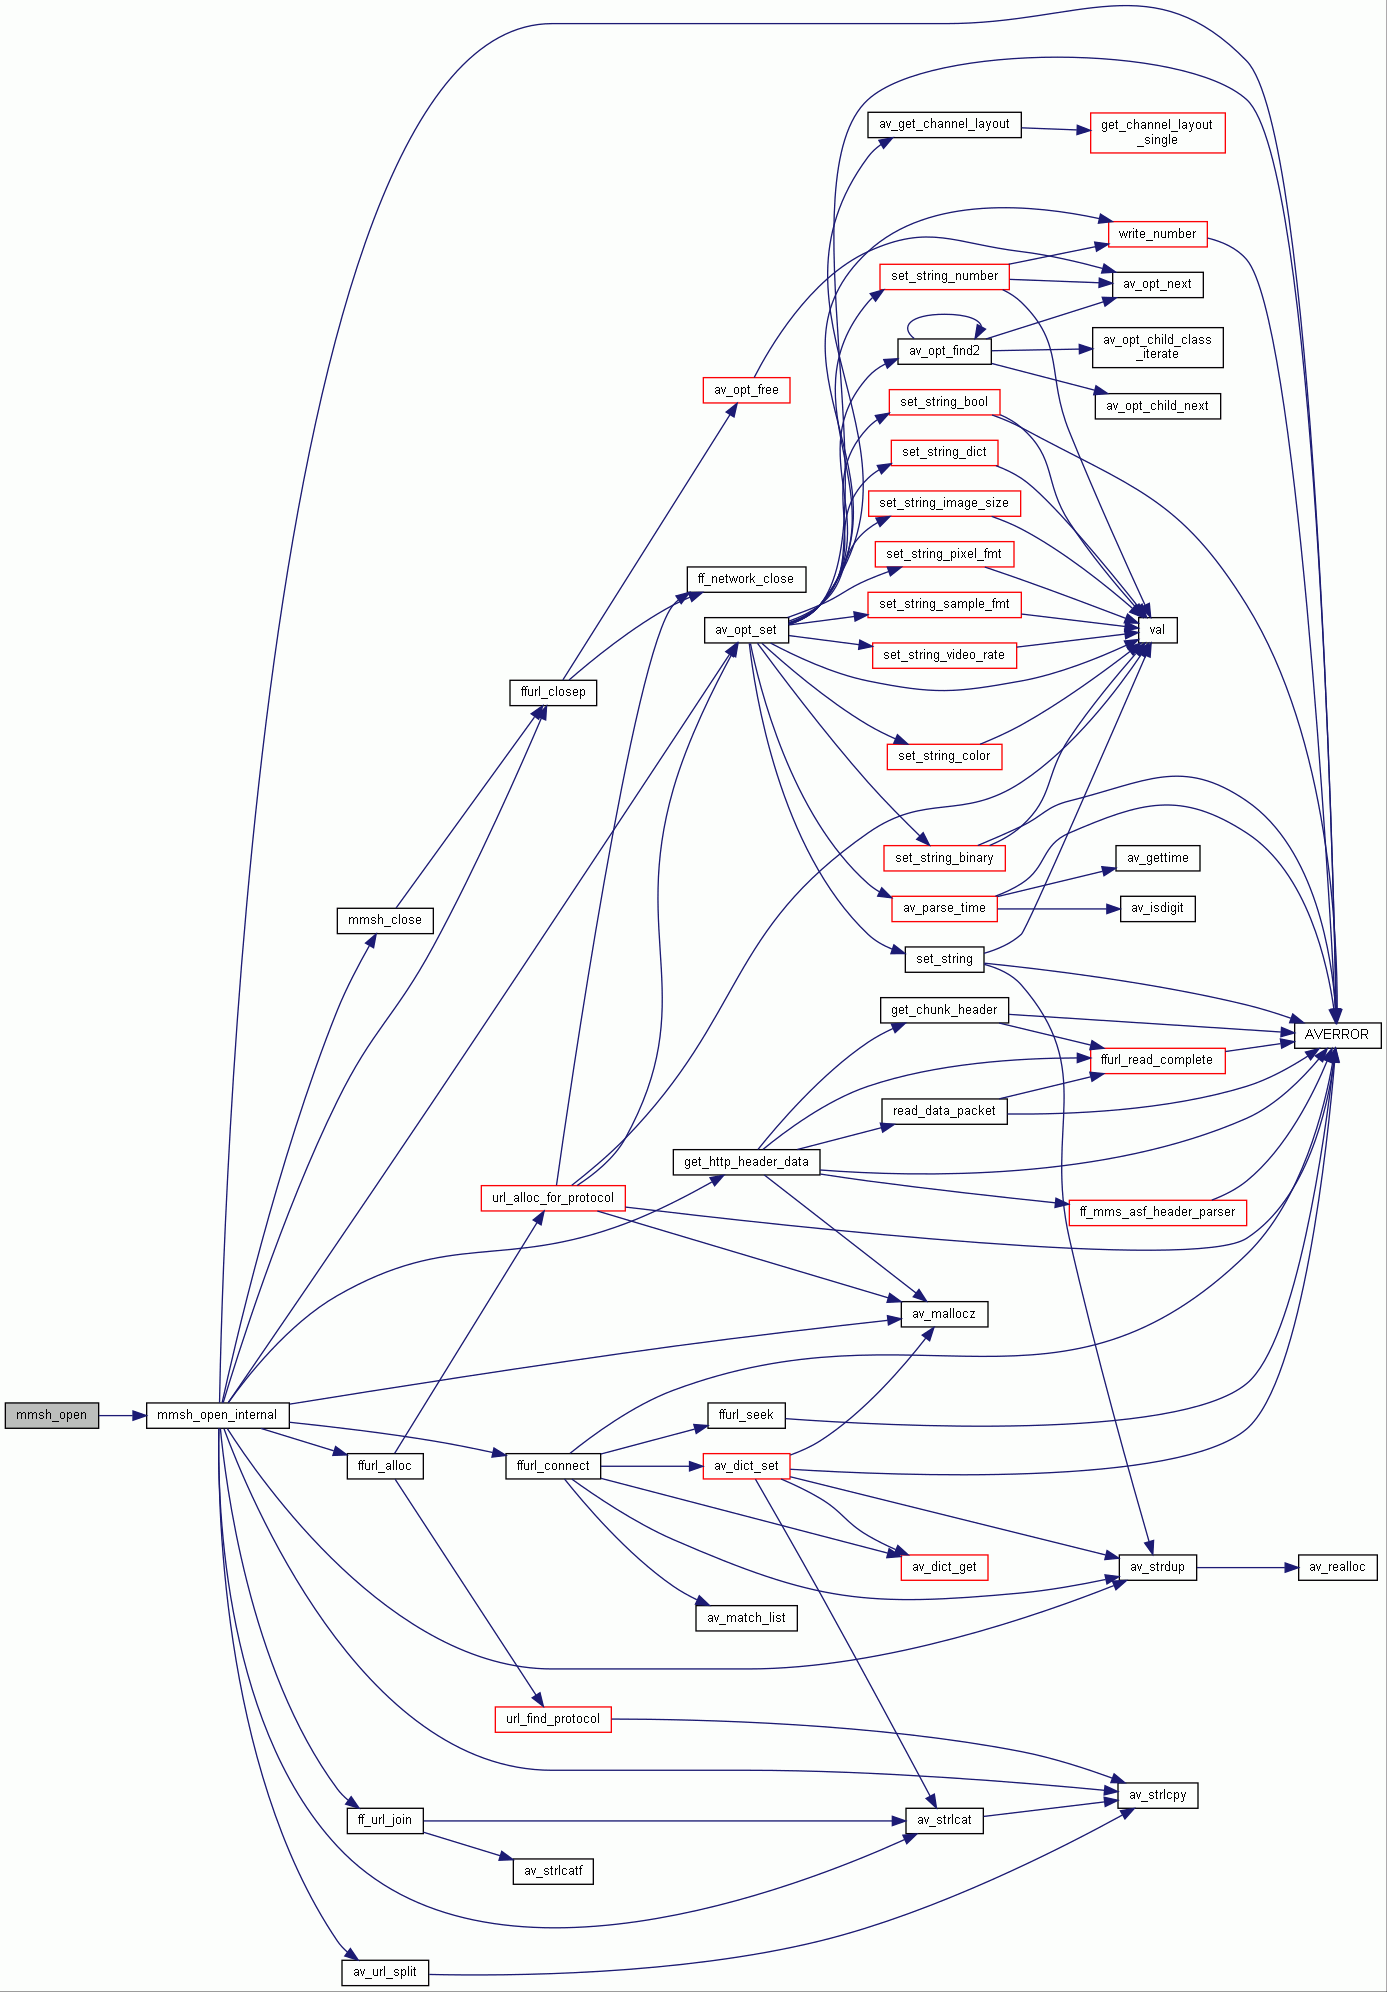 av_get_channel_layout
get_channel_layout
_single
write_number
set_string_number
av_opt_next
av_opt_find2
av_opt_child_class
_iterate
av_opt_free
set_string_bool
av_opt_child_next
set_string_dict
set_string_image_size
set_string_pixel_fmt
ff_network_close
set_string_sample_fmt
av_opt_set
val
set_string_video_rate
ffurl_closep
set_string_color
set_string_binary
av_gettime
av_parse_time
av_isdigit
mmsh_close
set_string
get_chunk_header
AVERROR
ffurl_read_complete
read_data_packet
get_http_header_data
url_alloc_for_protocol
ff_mms_asf_header_parser
av_mallocz
mmsh_open
mmsh_open_internal
ffurl_seek
ffurl_alloc
ffurl_connect
av_dict_set
av_dict_get
av_strdup
av_realloc
av_match_list
url_find_protocol
av_strlcpy
ff_url_join
av_strlcat
av_strlcatf
av_url_split